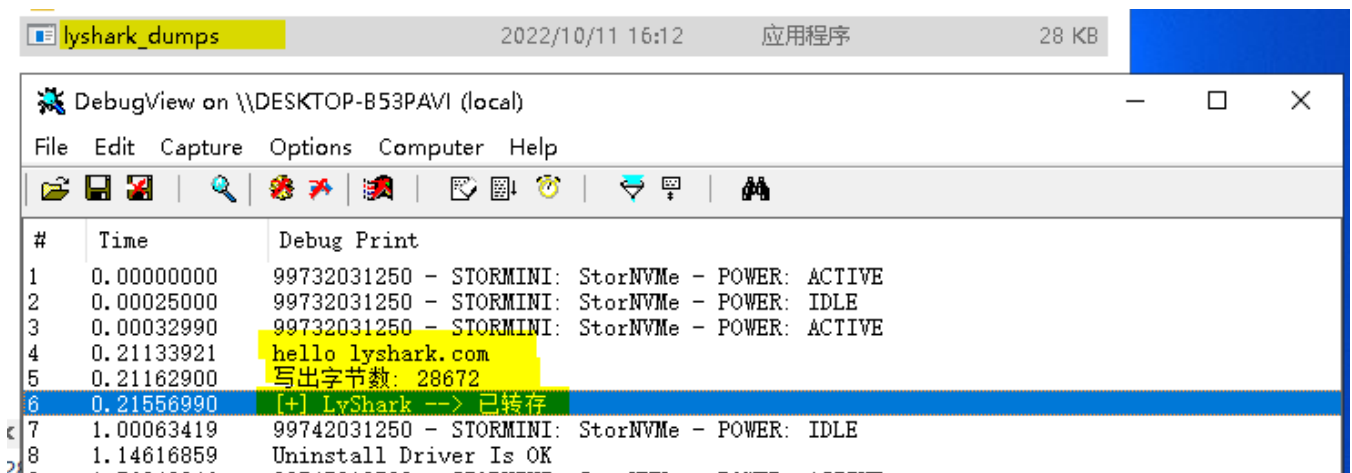 lyshark_dumps 2022/10/11 16:12 应用程序 28 KB
DebugView on \\DESKTOP-B53PAVI (local)
File Edit Capture Options Computer Help
# Time Debug Print
1 0.00000000 99732031250 - STORMINI: StorNVMe - POWER: ACTIVE
2 0.00025000 99732031250 - STORMINI: StorNVMe - POWER: IDLE
3 0.00032990 99732031250 - STORMINI: StorNVMe - POWER: ACTIVE
4 0.21133921 hello lyshark.com
5 0.21162900 写出字节数: 28672
6 0.21556990 [+] LyShark --> 已转存
7 1.00063419 99742031250 - STORMINI: StorNVMe - POWER: IDLE
8 1.14616859 Uninstall Driver Is OK